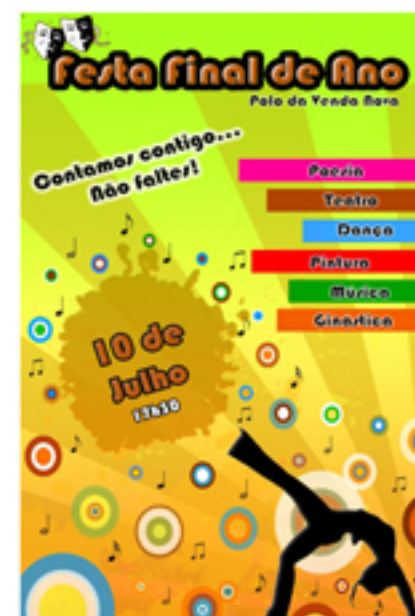 Festa Final de Ano
Polo da Venda Nova
Contamos contigo...
Não faltes!
Poesia
Teatro
Dança
Pintura
Música
Ginástica
10 de
Julho